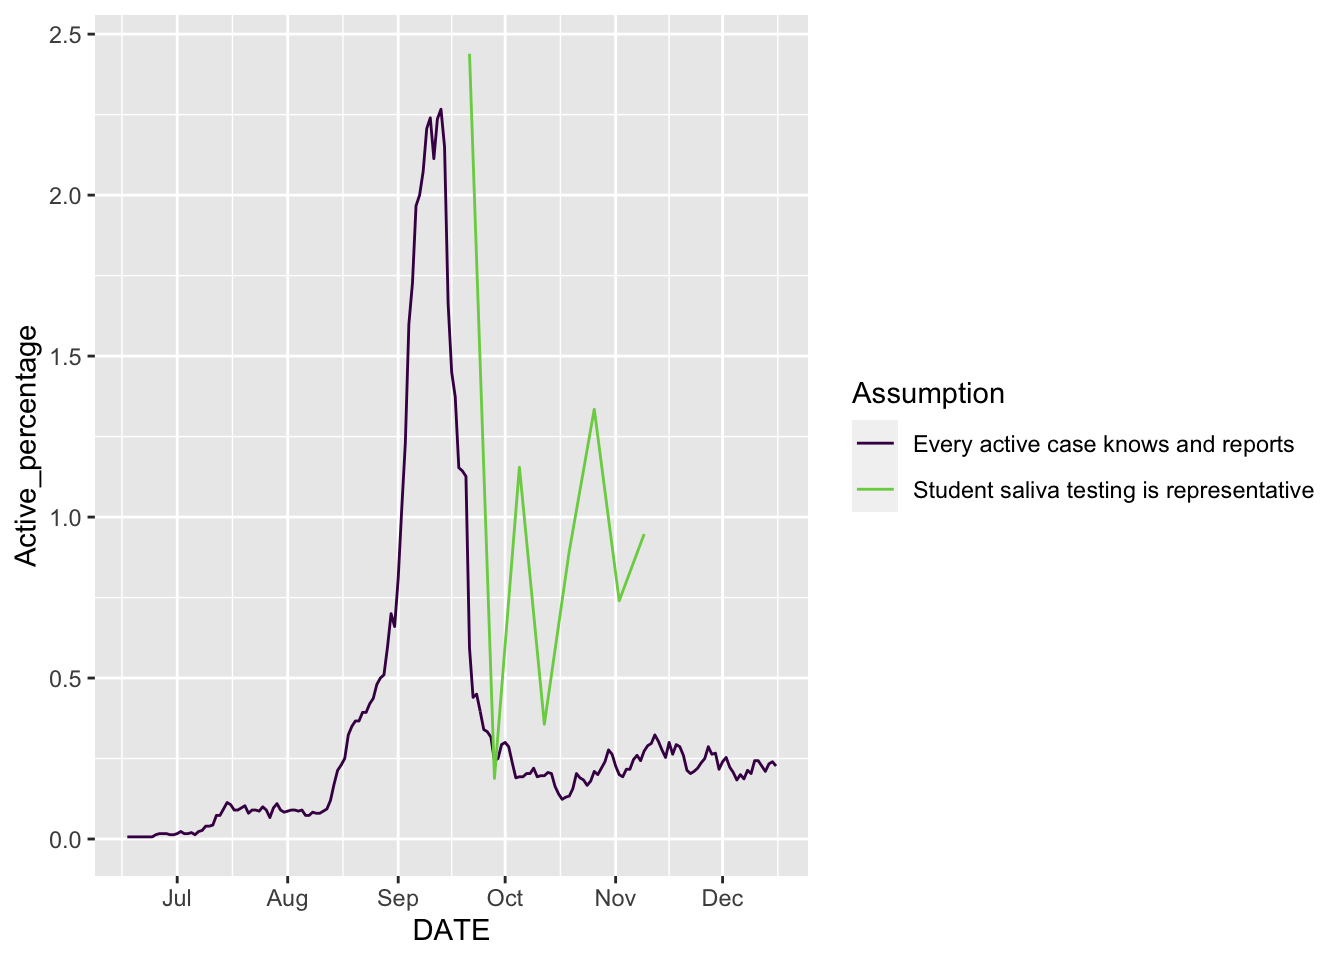 2.5
2.0
1.5
1.0
0.5
0.0
Active_percentage
Jul Aug Sep Oct Nov Dec
DATE
Assumption
Every active case knows and reports
Student saliva testing is representative